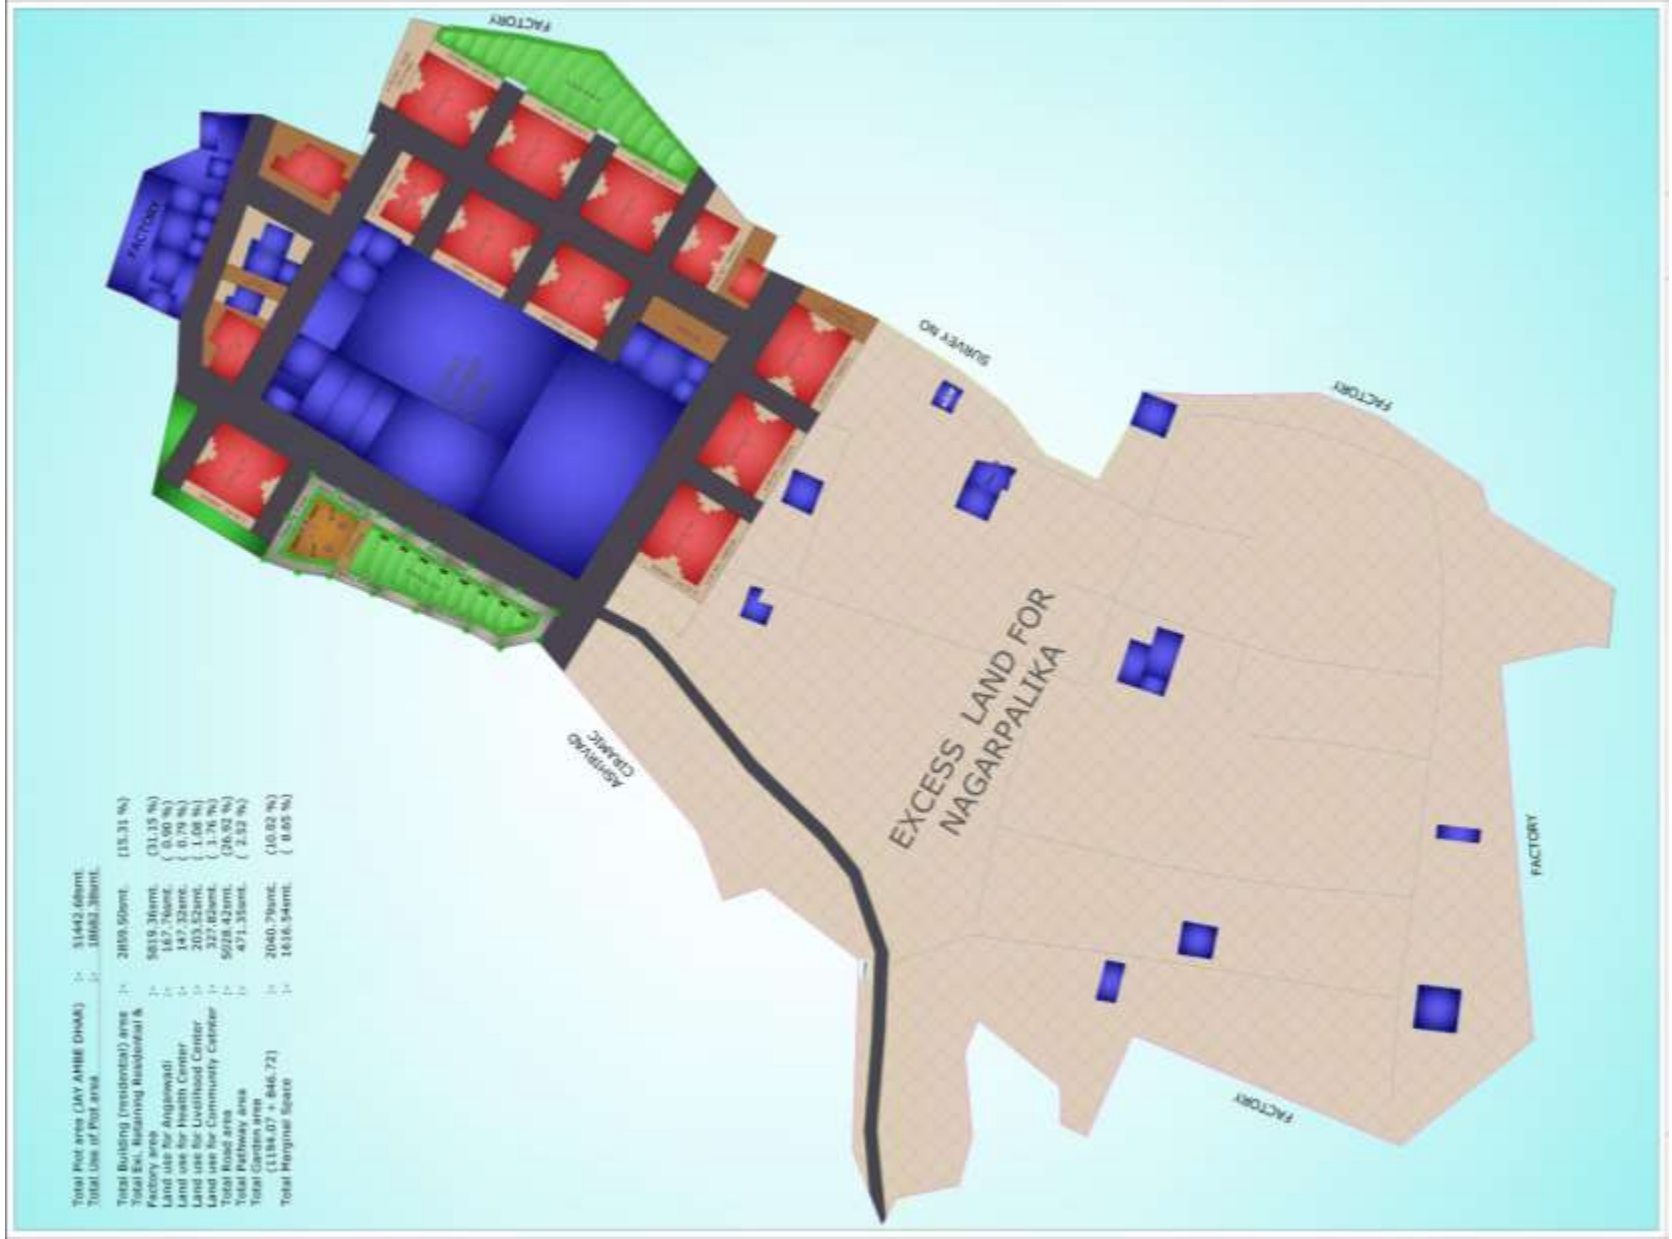 Total Plot area (JAY AMBE DHAR) :- 51442.68smt.
Total Use of Plot area :- 18682.38smt.
Total Building (residential) area :- 2859.50smt. (15.31 %)
Total Exi. Retaining Residential &
Factory area :- 5819.36smt. (31.15 %)
Land use for Anganwadi :- 167.76smt. ( 0.90 %)
Land use for Health Center :- 147.32smt. ( 0.79 %)
Land use for Livelihood Center :- 203.52smt. ( 1.08 %)
Land use for Community Catnter :- 327.82smt. ( 1.76 %)
Total Road area :- 5028.42smt. (26.92 %)
Total Pathway area :- 471.35smt. ( 2.52 %)
Total Garden area
(1194.07 + 846.72) :- 2040.79smt. (10.02 %)
Total Marginal Space :- 1616.54smt. ( 8.65 %)
FACTORY
FACTORY
SURVEY NO
FACTORY
ASHIRVAD
CIRAMIC
EXCESS LAND FOR
NAGARPALIKA
FACTORY
FACTORY